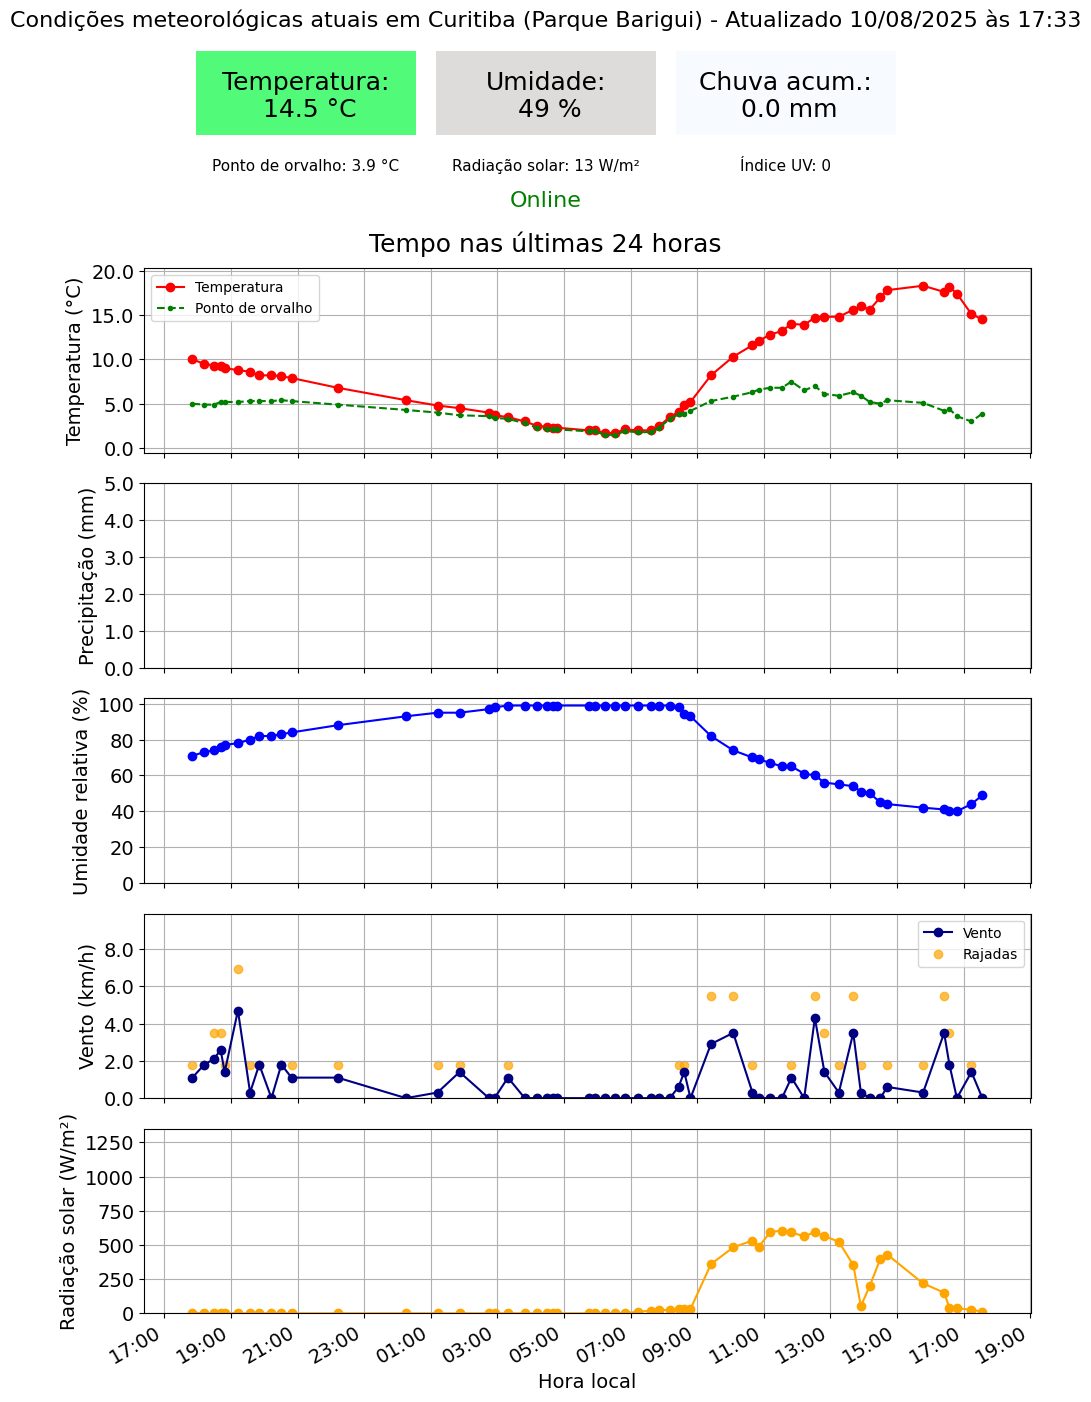 Condições meteorológicas atuais em Curitiba (Parque Barigui) - Atualizado 10/08/2025 às 17:33
Temperatura:
14.5 °C
Umidade:
49 %
Chuva acum.:
0.0 mm
Ponto de orvalho: 3.9 °C
Radiação solar: 13 W/m²
Índice UV: 0
Online
Tempo nas últimas 24 horas
Temperatura (°C)
20.0
15.0
10.0
5.0
0.0
Temperatura
Ponto de orvalho
Precipitação (mm)
5.0
4.0
3.0
2.0
1.0
0.0
Umidade relativa (%)
100
80
60
40
20
0
Vento (km/h)
8.0
6.0
4.0
2.0
0.0
Vento
Rajadas
Radiação solar (W/m²)
1250
1000
750
500
250
0
17:00
19:00
21:00
23:00
01:00
03:00
05:00
07:00
09:00
11:00
13:00
15:00
17:00
19:00
Hora local